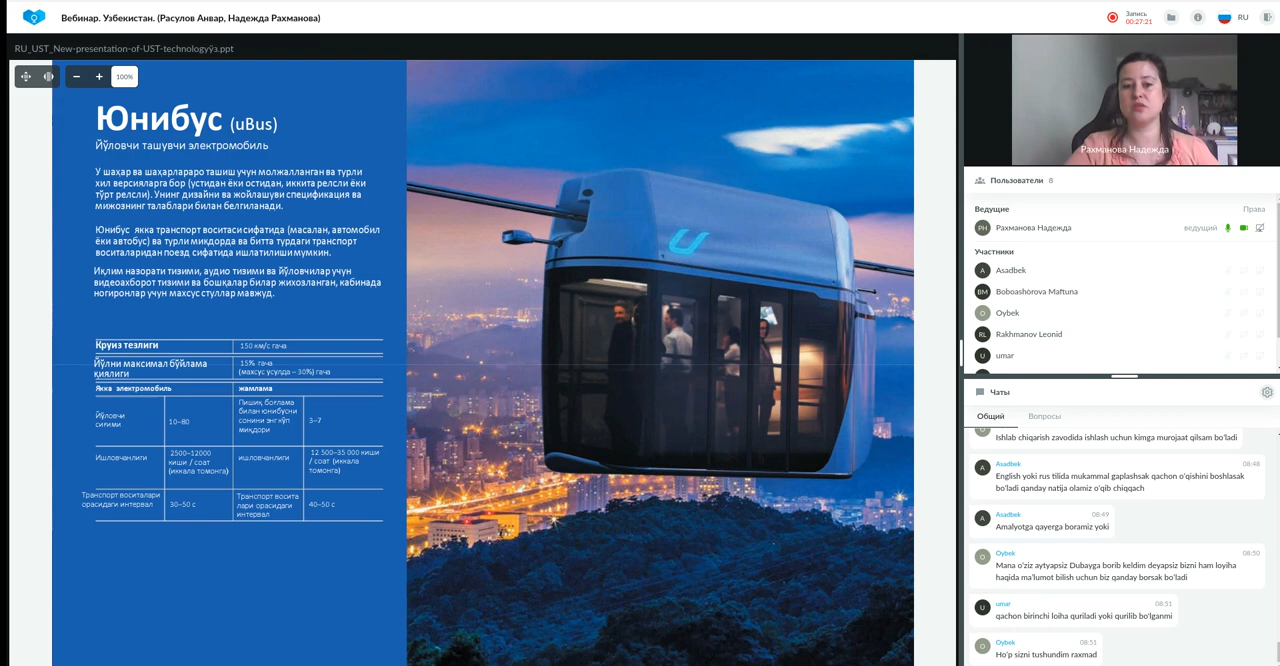 Вебинар. Узбекистан. (Расулов Анвар, Надежда Рахманова)
Запись
00:27:21
RU
RU_UST_New-presentation-of-UST-technologyўз.ppt
100%
Юнибус (uBus)
Йўловчи ташувчи электромобиль
У шаҳар ва шаҳарлараро ташиш учун молжалланган ва турли
хил версияларга бор (устидан ёки остидан, иккита релсли ёки
тўрт релсли). Унинг дизайни ва жойлашуви спецификация ва
мижознинг талаблари билан белгиланади.
Юнибус якка транспорт воситаси сифатида (масалан, автомобил
ёки автобус) ва турли миқдорда ва битта турдаги транспорт
воситаларидан поезд сифатида ишлатилиши мумкин.
Иқлим назорати тизими, аудио тизими ва йўловчилар учун
видеоахборот тизими ва бошқалар билар жихозланган, кабинада
ногиронлар учун махсус стуллар мавжуд.
Круиз тезлиги
150 км/с гача
Йўлни максимал бўйлама
қиялиги
15% гача
(махсус усулда – 30%) гача
Якка электромобиль
жамлама
Йўловчи
сиғими
10–80
Пишиқ боғлама
билан юнибусни
сонини энг кўп
миқдори
3–7
Ишловчанлиги
2500–12000
киши / соат
(иккала томонга)
ишловчанлиги
12 500–35 000 киши
/ соат (иккала
томонга)
Транспорт воситалари
орасидаги интервал
30–50 с
Транспорт восита
лари орасидаги
интервал
40–50 с
Рахманова Надежда
Пользователи 8
Ведущие
Права
РН
Рахманова Надежда
ведущий
Участники
A
Asadbek
BM
Boboashorova Maftuna
O
Oybek
RL
Rakhmanov Leonid
U
umar
Чаты
Общий
Вопросы
O
Ishlab chiqarish zavodida ishlash uchun kimga murojaat qilsam bo'ladi
A
Asadbek
08:48
English yoki rus tilida mukammal gaplashsak qachon o'qishini boshlasak
bo'ladi qanday natija olamiz o'qib chiqqach
A
Asadbek
08:49
Amalyotga qayerga boramiz yoki
O
Oybek
08:50
Mana o'ziz aytyapsiz Dubayga borib keldim deyapsiz bizni ham loyiha
haqida ma'lumot bilish uchun biz qanday borsak bo'ladi
U
umar
08:51
qachon birinchi loiha quriladi yoki qurilib bo'lganmi
O
Oybek
08:51
Ho'p sizni tushundim raxmad